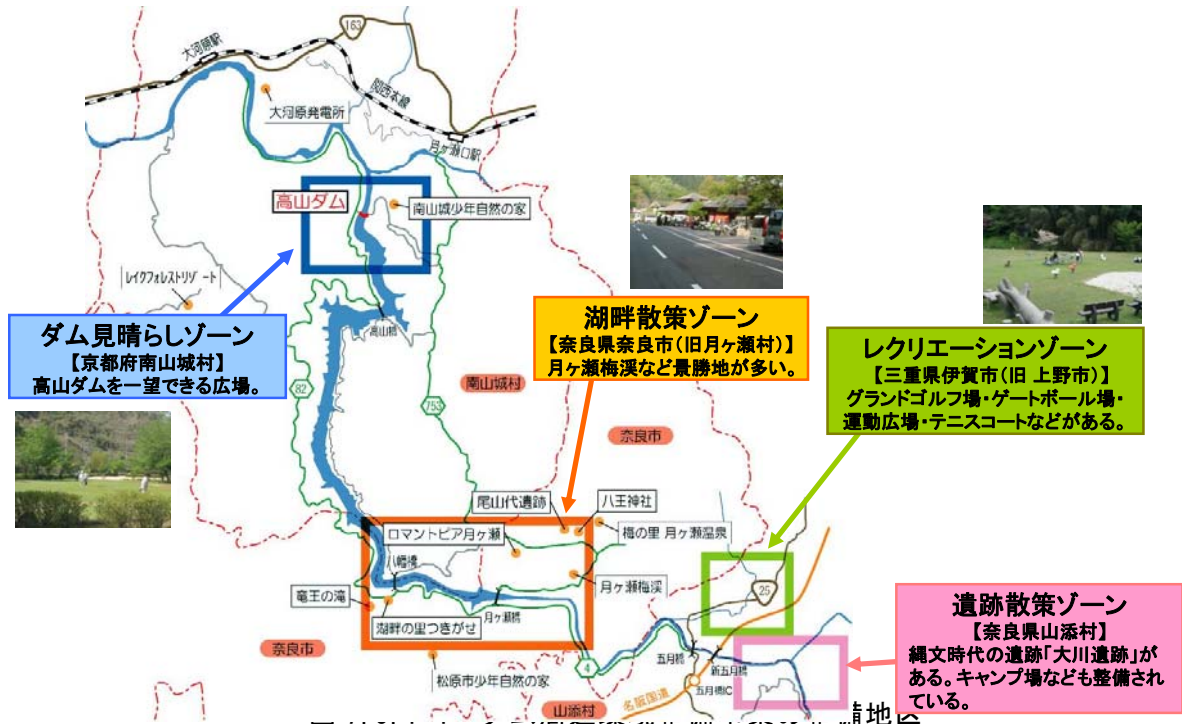 163
大河原駅
関西本線
大河原発電所
月ヶ瀬口駅
高山ダム
南山城少年自然の家
レイクフォレストリゾート
高山橋
ダム見晴らしゾーン
【京都府南山城村】
高山ダムを一望できる広場。
湖畔散策ゾーン
【奈良県奈良市(旧月ヶ瀬村)】
月ヶ瀬梅渓など景勝地が多い。
レクリエーションゾーン
【三重県伊賀市(旧 上野市)】
グランドゴルフ場・ゲートボール場・
運動広場・テニスコートなどがある。
82
753
南山城村
奈良市
尾山代遺跡
八王神社
ロマントピア月ヶ瀬
梅の里 月ヶ瀬温泉
八幡橋
月ヶ瀬梅渓
竜王の滝
湖畔の里つきがせ
月ヶ瀬橋
奈良市
松原市少年自然の家
4
25
五月橋
新五月橋
五月橋IC
名阪国道
山添村
遺跡散策ゾーン
【奈良県山添村】
縄文時代の遺跡「大川遺跡」が
ある。キャンプ場なども整備され
ている。
備地区